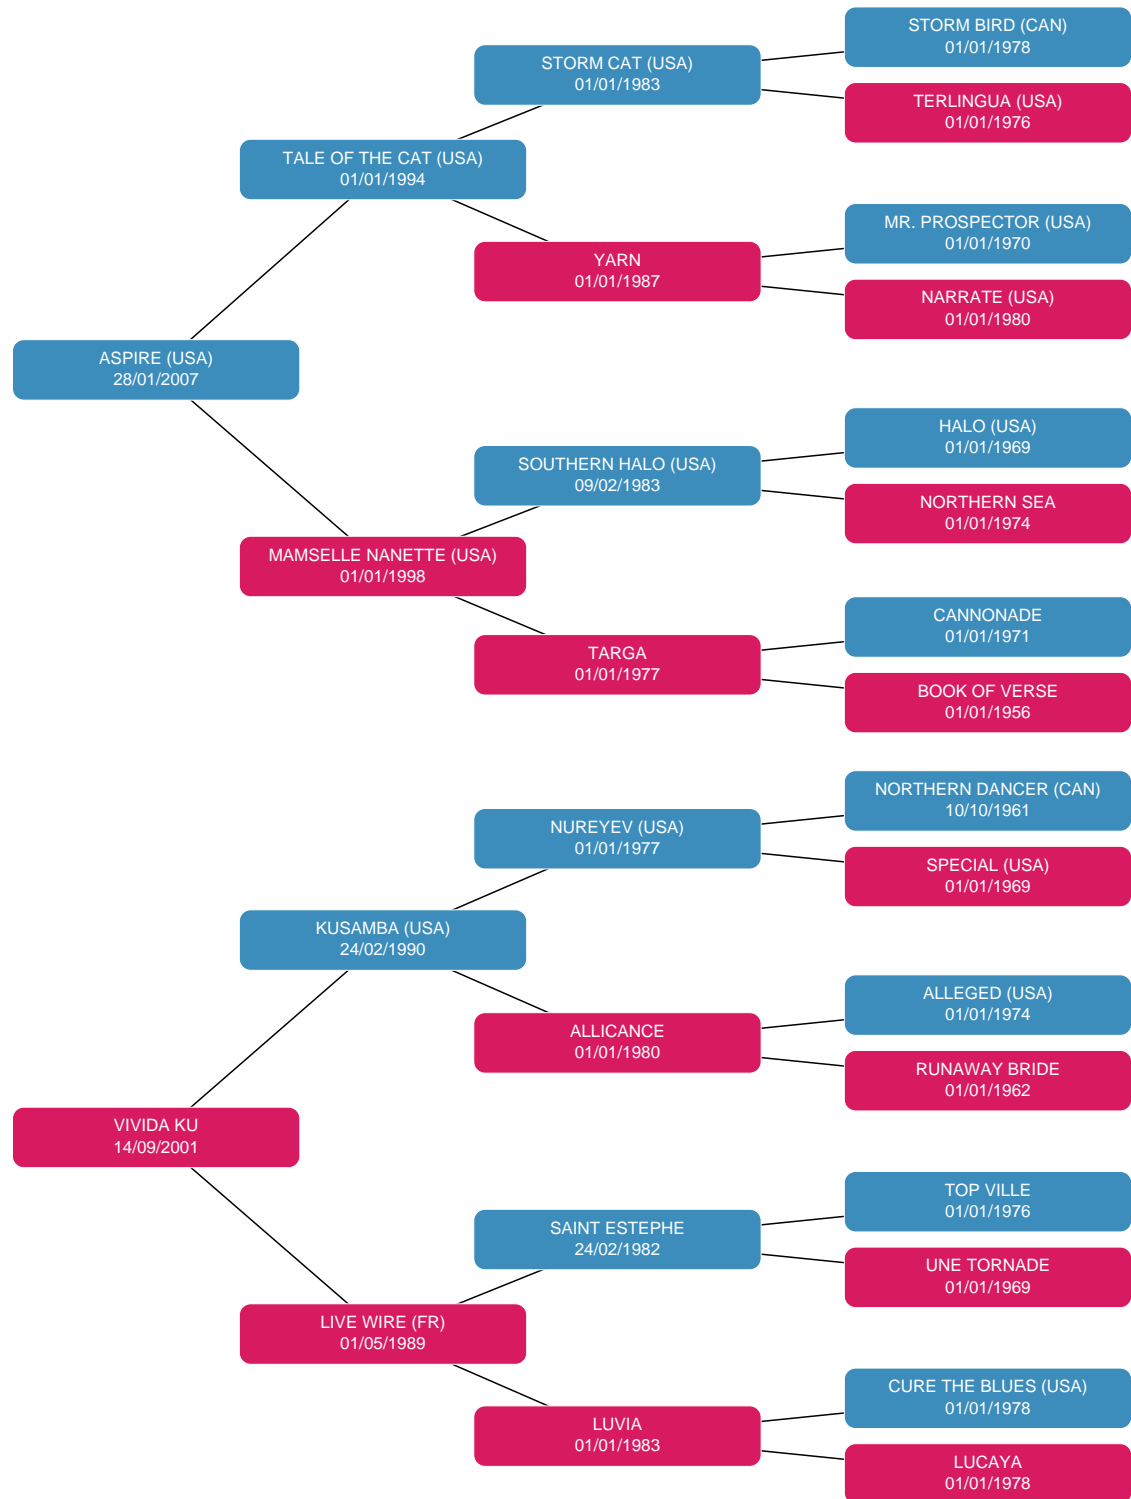 STORM BIRD (CAN)
01/01/1978
STORM CAT (USA)
01/01/1983
TERLINGUA (USA)
01/01/1976
TALE OF THE CAT (USA)
01/01/1994
MR. PROSPECTOR (USA)
01/01/1970
YARN
01/01/1987
NARRATE (USA)
01/01/1980
ASPIRE (USA)
28/01/2007
HALO (USA)
01/01/1969
SOUTHERN HALO (USA)
09/02/1983
NORTHERN SEA
01/01/1974
MAMSELLE NANETTE (USA)
01/01/1998
CANNONADE
01/01/1971
TARGA
01/01/1977
BOOK OF VERSE
01/01/1956
NORTHERN DANCER (CAN)
10/10/1961
NUREYEV (USA)
01/01/1977
SPECIAL (USA)
01/01/1969
KUSAMBA (USA)
24/02/1990
ALLEGED (USA)
01/01/1974
ALLICANCE
01/01/1980
RUNAWAY BRIDE
01/01/1962
VIVIDA KU
14/09/2001
TOP VILLE
01/01/1976
SAINT ESTEPHE
24/02/1982
UNE TORNADE
01/01/1969
LIVE WIRE (FR)
01/05/1989
CURE THE BLUES (USA)
01/01/1978
LUVIA
01/01/1983
LUCAYA
01/01/1978